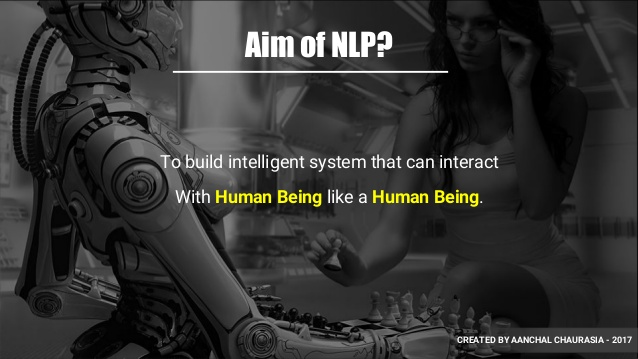 Aim of NLP?
To build intelligent system that can interact
With Human Being like a Human Being.
CREATED BY AANCHAL CHAURASIA - 2017